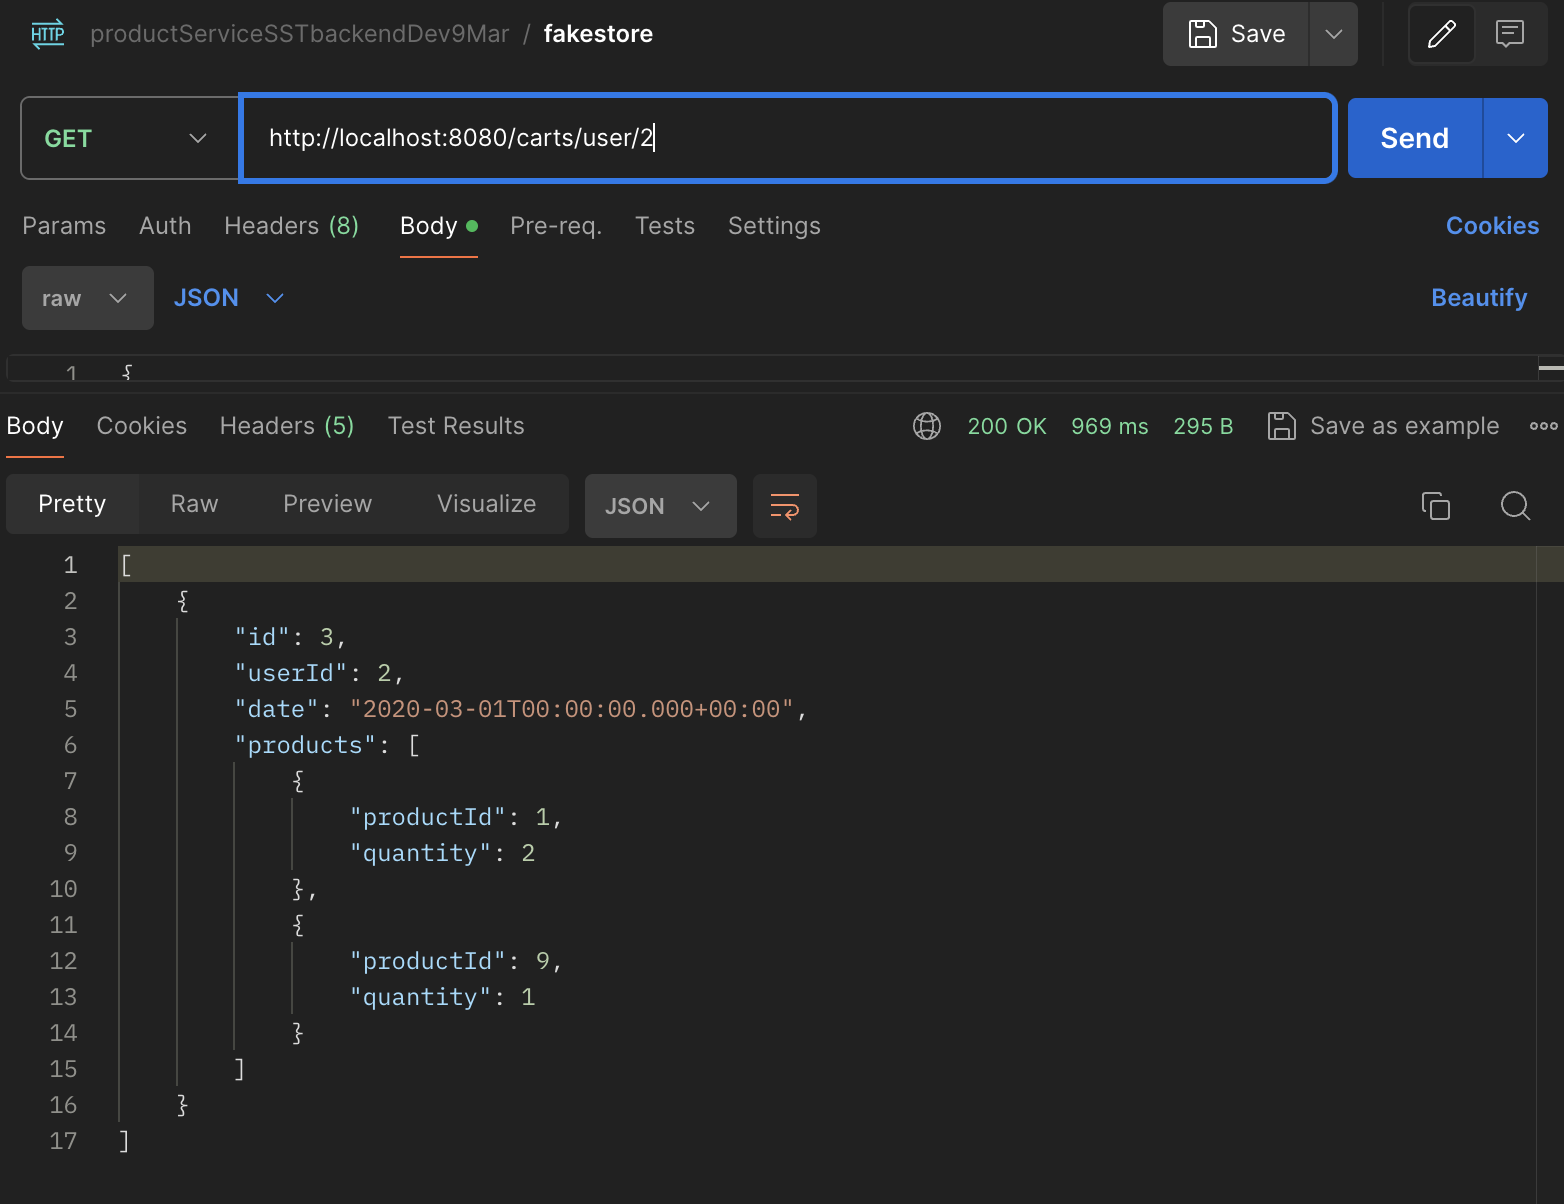 HTTP productServiceSSTbackendDev9Mar / fakestore Save
GET http://localhost:8080/carts/user/2 Send
Params Auth Headers (8) Body Pre-req. Tests Settings Cookies
raw JSON Beautify
1 {
Body Cookies Headers (5) Test Results 200 OK 969 ms 295 B Save as example
Pretty Raw Preview Visualize JSON
1 [
2 {
3 "id": 3,
4 "userId": 2,
5 "date": "2020-03-01T00:00:00.000+00:00",
6 "products": [
7 {
8 "productId": 1,
9 "quantity": 2
10 },
11 {
12 "productId": 9,
13 "quantity": 1
14 }
15 ]
16 }
17 ]